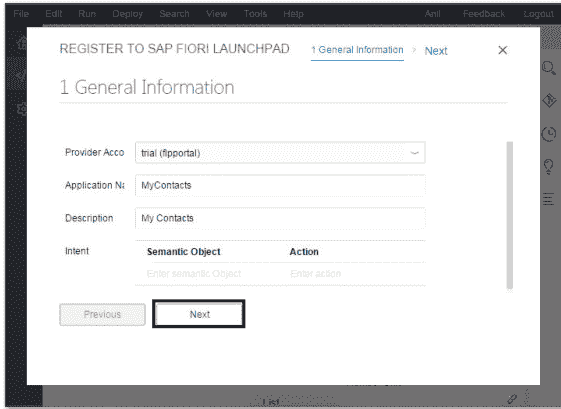 File Edit Run Deploy Search View Tools Help Anil Feedback Logout
REGISTER TO SAP FIORI LAUNCHPAD 1 General Information > Next ×
1 General Information
Provider Acco trial (flpportal)
Application Na MyContacts
Description My Contacts
Intent Semantic Object Action
Enter semantic Object Enter action
Previous Next
List